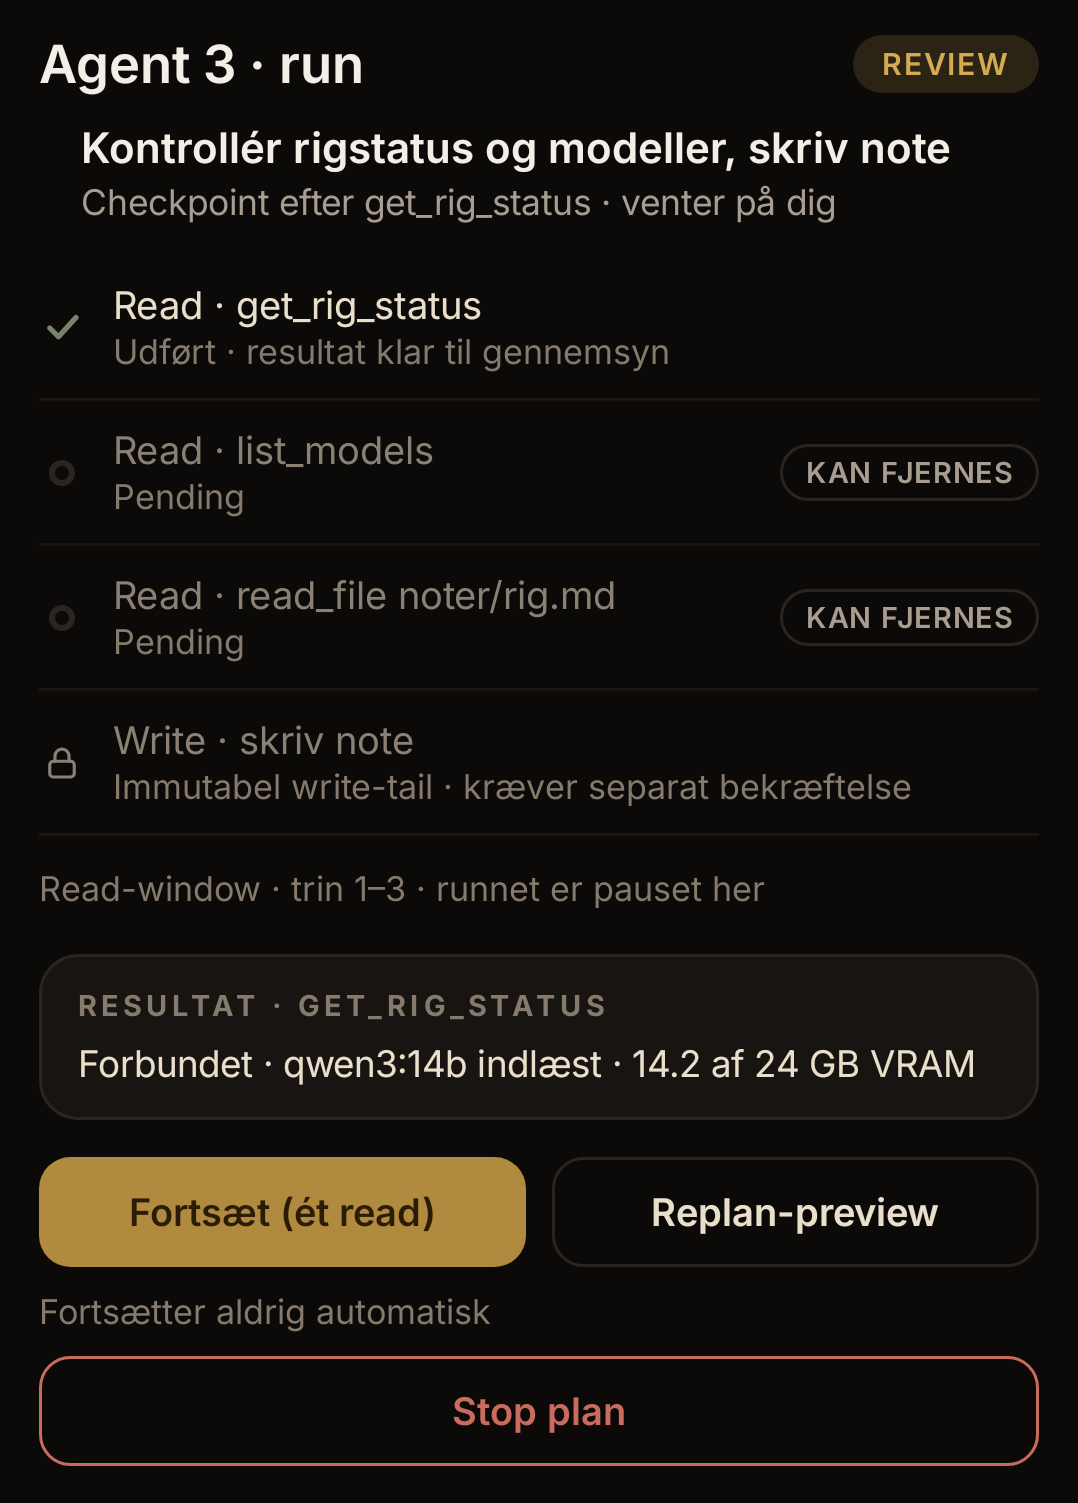 Agent 3 · run
REVIEW
Kontrollér rigstatus og modeller, skriv note
Checkpoint efter get_rig_status · venter på dig
Read · get_rig_status
Udført · resultat klar til gennemsyn
Read · list_models
Pending
KAN FJERNES
Read · read_file noter/rig.md
Pending
KAN FJERNES
Write · skriv note
Immutabel write-tail · kræver separat bekræftelse
Read-window · trin 1–3 · runnet er pauset her
RESULTAT · GET_RIG_STATUS
Forbundet · qwen3:14b indlæst · 14.2 af 24 GB VRAM
Fortsæt (ét read)
Replan-preview
Fortsætter aldrig automatisk
Stop plan